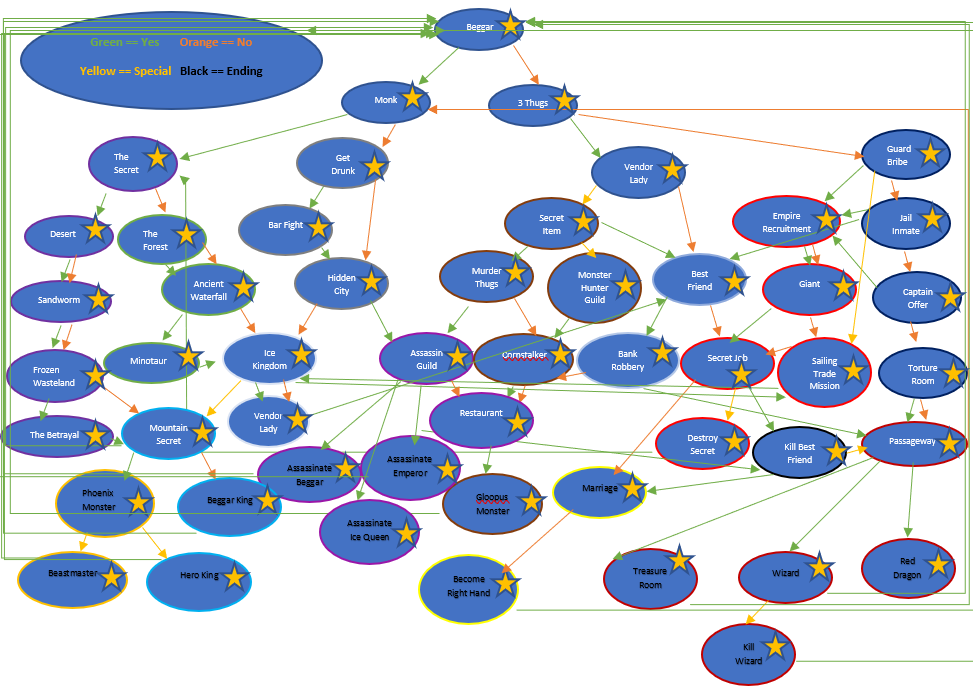 Beggar
Green == Yes Orange == No
Yellow == Special Black == Ending
Monk
3 Thugs
The
Secret
Get
Drunk
Vendor
Lady
Guard
Bribe
Desert
The
Forest
Bar Fight
Secret
Item
Empire
Recruitment
Jail
Inmate
Sandworm
Ancient
Waterfall
Hidden
City
Murder
Thugs
Monster
Hunter
Guild
Best
Friend
Giant
Captain
Offer
Frozen
Wasteland
Minotaur
Ice
Kingdom
Assassin
Guild
Cornstalker
Bank
Robbery
Secret Job
Sailing
Trade
Mission
Torture
Room
The Betrayal
Mountain
Secret
Vendor
Lady
Restaurant
Destroy
Secret
Kill Best
Friend
Passageway
Phoenix
Monster
Beggar King
Assassinate
Beggar
Assassinate
Emperor
Assassinate
Ice Queen
Gloopus
Monster
Marriage
Beastmaster
Hero King
Become
Right Hand
Treasure
Room
Wizard
Red
Dragon
Kill
Wizard